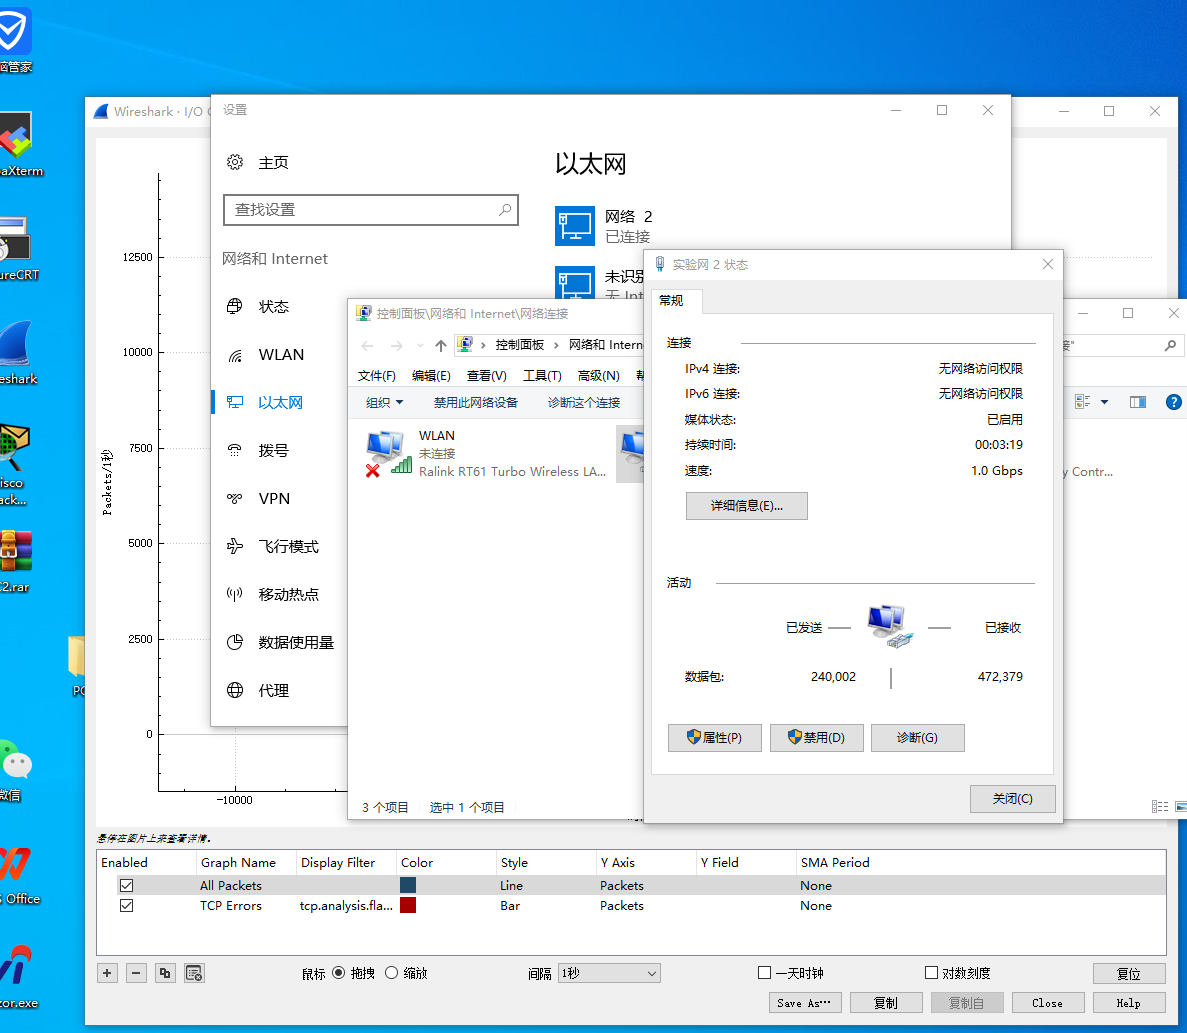 脑管家
aXterm
ureCRT
eshark
isco
ack...
C2.rar
PC
微信
S Office
zor.exe
Wireshark · I/O G
设置
主页
查找设置
网络和 Internet
状态
WLAN
以太网
拨号
VPN
飞行模式
移动热点
数据使用量
代理
以太网
网络 2
已连接
未识别
无 Int
控制面板\网络和 Internet\网络连接
控制面板 › 网络和 Intern
文件(F) 编辑(E) 查看(V) 工具(T) 高级(N) 帮
组织 禁用此网络设备 诊断这个连接
WLAN
未连接
Ralink RT61 Turbo Wireless LA...
y Contr...
3 个项目 选中 1 个项目
实验网 2 状态
常规
连接
IPv4 连接: 无网络访问权限
IPv6 连接: 无网络访问权限
媒体状态: 已启用
持续时间: 00:03:19
速度: 1.0 Gbps
详细信息(E)...
活动
已发送 — — 已接收
数据包: 240,002 472,379
属性(P) 禁用(D) 诊断(G)
关闭(C)
Packets/1秒
12500
10000
7500
5000
2500
0
-10000
悬停在图片上来查看详情。
Enabled Graph Name Display Filter Color Style Y Axis Y Field SMA Period
All Packets Line Packets None
TCP Errors tcp.analysis.fla... Bar Packets None
鼠标 拖拽 缩放 间隔 1秒 一天时钟 对数刻度 复位
Save As… 复制 复制自 Close Help